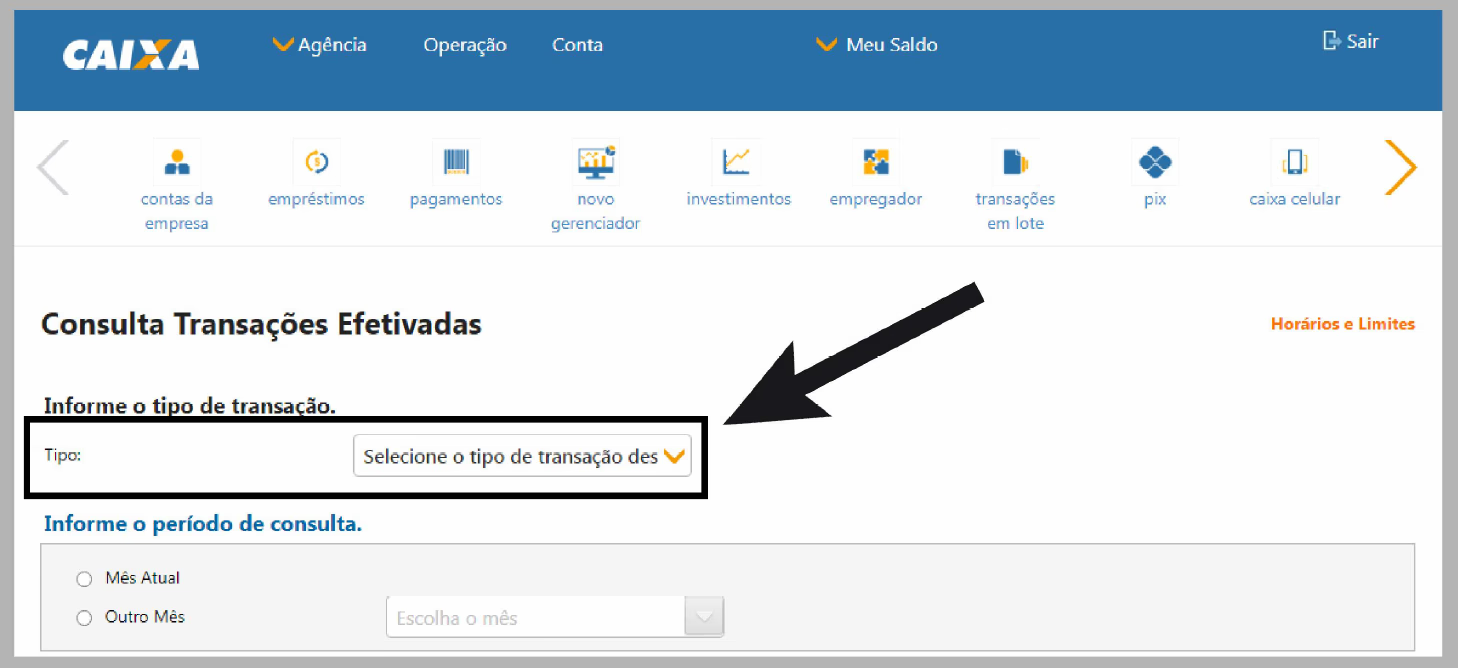 CAIXA Agência Operação Conta Meu Saldo Sair
contas da empréstimos pagamentos novo investimentos empregador transações pix caixa celular
empresa gerenciador em lote
Consulta Transações Efetivadas Horários e Limites
Informe o tipo de transação.
Tipo: Selecione o tipo de transação des
Informe o período de consulta.
Mês Atual
Outro Mês Escolha o mês